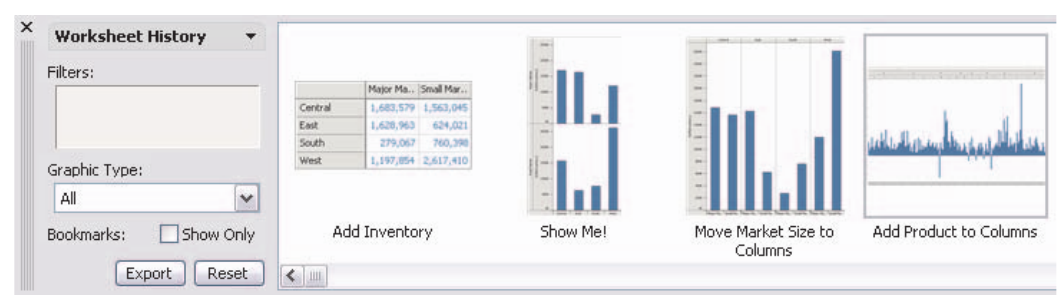 Worksheet History
Filters:
Graphic Type:
All
Bookmarks: Show Only
Export Reset
Major Ma.. Small Mar..
Central 1,683,579 1,563,045
East 1,628,963 624,021
South 279,067 760,398
West 1,197,854 2,617,410
Add Inventory
Show Me!
Move Market Size to
Columns
Add Product to Columns